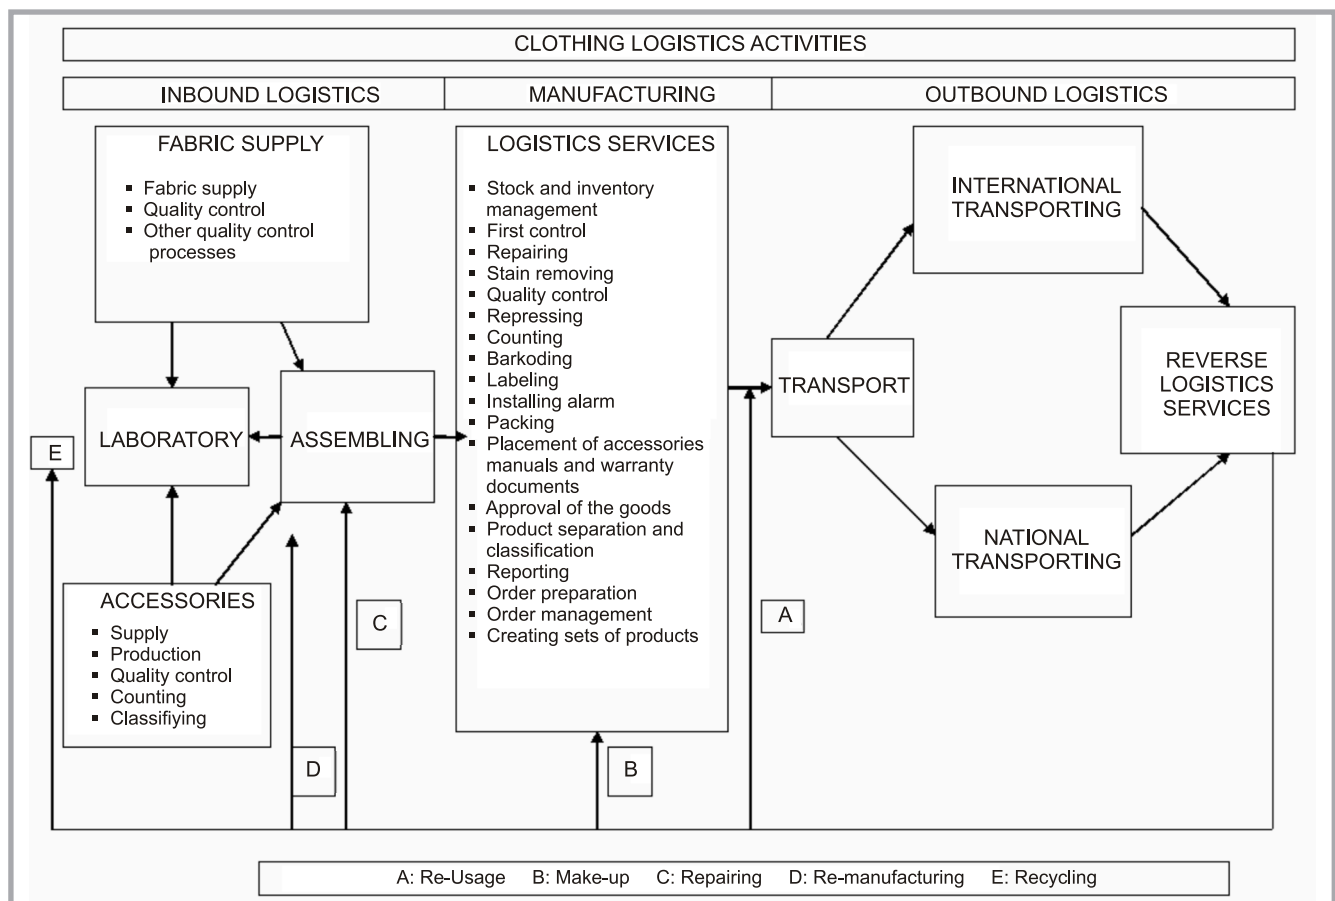 CLOTHING LOGISTICS ACTIVITIES
INBOUND LOGISTICS
MANUFACTURING
OUTBOUND LOGISTICS
FABRIC SUPPLY
▪ Fabric supply
▪ Quality control
▪ Other quality control
processes
LABORATORY
ASSEMBLING
E
ACCESSORIES
▪ Supply
▪ Production
▪ Quality control
▪ Counting
▪ Classifiying
D
C
LOGISTICS SERVICES
▪ Stock and inventory
management
▪ First control
▪ Repairing
▪ Stain removing
▪ Quality control
▪ Repressing
▪ Counting
▪ Barkoding
▪ Labeling
▪ Installing alarm
▪ Packing
▪ Placement of accessories
manuals and warranty
documents
▪ Approval of the goods
▪ Product separation and
classification
▪ Reporting
▪ Order preparation
▪ Order management
▪ Creating sets of products
B
A
TRANSPORT
INTERNATIONAL
TRANSPORTING
NATIONAL
TRANSPORTING
REVERSE
LOGISTICS
SERVICES
A: Re-Usage B: Make-up C: Repairing D: Re-manufacturing E: Recycling